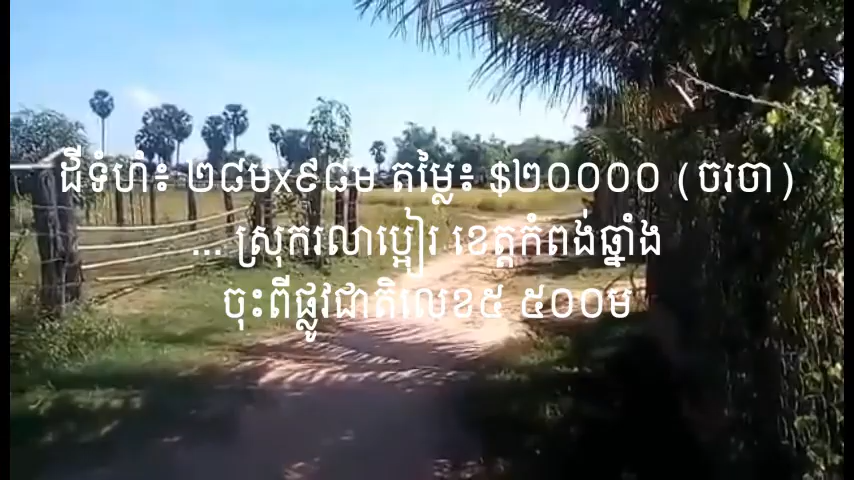 ដីទំហំ៖ ២៨មx៩៨ម តម្លៃ៖ $២០០០០ (ចរចា)
... ស្រុករលាប្អៀរ ខេត្តកំពង់ឆ្នាំង
ចុះពីផ្លូវជាតិលេខ៥ ៥០០ម